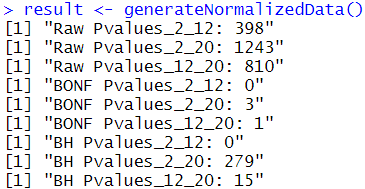 > result <- generateNormalizedData()
[1] "Raw Pvalues_2_12: 398"
[1] "Raw Pvalues_2_20: 1243"
[1] "Raw Pvalues_12_20: 810"
[1] "BONF Pvalues_2_12: 0"
[1] "BONF Pvalues_2_20: 3"
[1] "BONF Pvalues_12_20: 1"
[1] "BH Pvalues_2_12: 0"
[1] "BH Pvalues_2_20: 279"
[1] "BH Pvalues_12_20: 15"